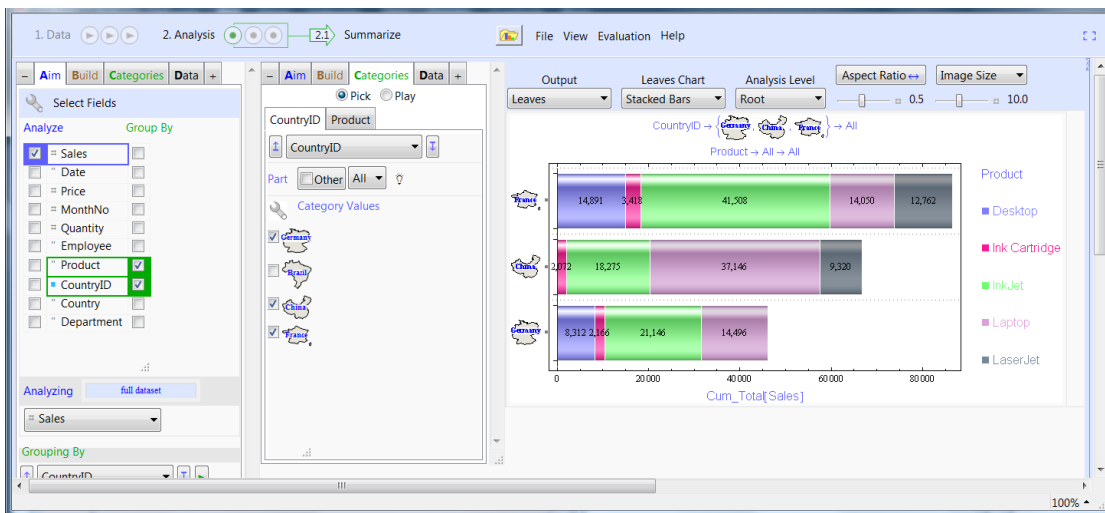 1. Data 2. Analysis 2.1 Summarize File View Evaluation Help
– Aim Build Categories Data +
Select Fields
Analyze Group By
Sales
Date
Price
MonthNo
Quantity
Employee
Product
CountryID
Country
Department
Analyzing full dataset
Sales
Grouping By
CountryID
– Aim Build Categories Data +
Pick Play
CountryID Product
CountryID
Part Other All
Category Values
Germany
Brazil
China
France
Output Leaves Chart Analysis Level Aspect Ratio ↔ Image Size
Leaves Stacked Bars Root 0.5 10.0
CountryID → {Germany, China, France} → All
Product → All → All
France 14,891 3,418 41,508 14,050 12,762
China 2,072 18,275 37,146 9,320
Germany 8,312 2,166 21,146 14,496
0 20000 40000 60000 80000
Cum_Total[Sales]
Product
Desktop
Ink Cartridge
InkJet
Laptop
LaserJet
100%